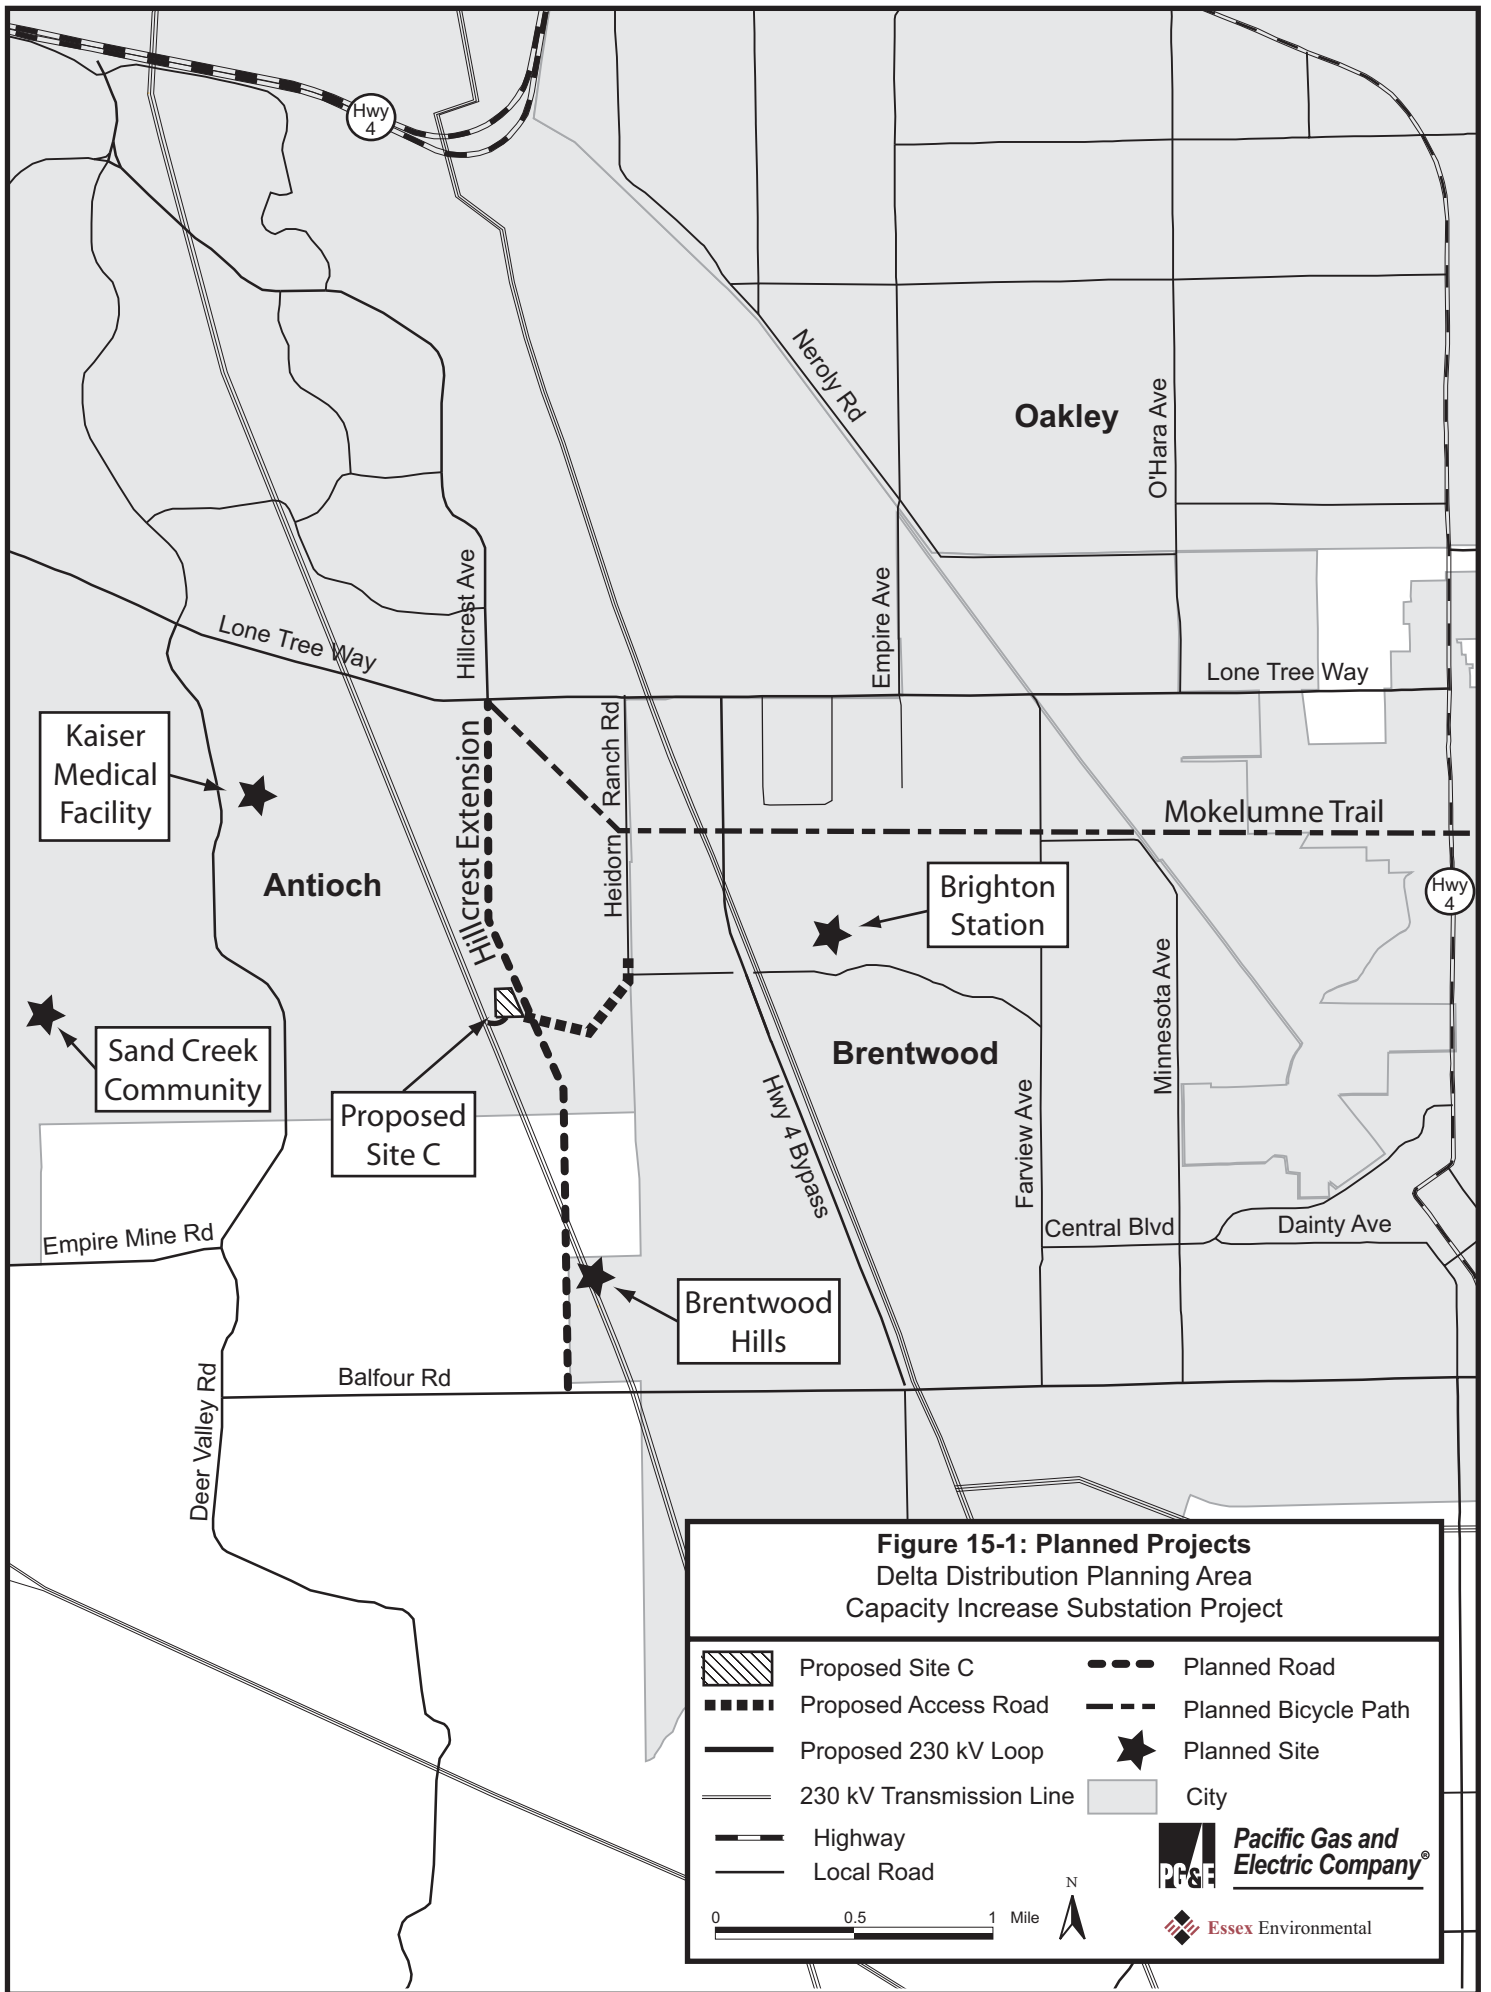 Hwy
4
Neroly Rd
Oakley
O'Hara Ave
Hillcrest Ave
Empire Ave
Lone Tree Way
Lone Tree Way
Kaiser
Medical
Facility
Hillcrest Extension
Heidorn Ranch Rd
Mokelumne Trail
Antioch
Brighton
Station
Hwy
4
Minnesota Ave
Sand Creek
Community
Brentwood
Proposed
Site C
Hwy 4 Bypass
Farview Ave
Empire Mine Rd
Central Blvd
Dainty Ave
Brentwood
Hills
Balfour Rd
Deer Valley Rd
Figure 15-1: Planned Projects
Delta Distribution Planning Area
Capacity Increase Substation Project
Proposed Site C
Proposed Access Road
Proposed 230 kV Loop
230 kV Transmission Line
Highway
Local Road
Planned Road
Planned Bicycle Path
Planned Site
City
0 0.5 1 Mile
N
PG&E
Pacific Gas and
Electric Company®
Essex Environmental